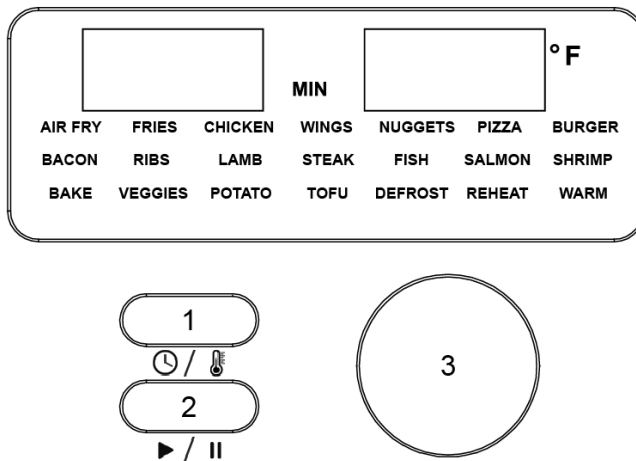 ° F
MIN
AIR FRY FRIES CHICKEN WINGS NUGGETS PIZZA BURGER
BACON RIBS LAMB STEAK FISH SALMON SHRIMP
BAKE VEGGIES POTATO TOFU DEFROST REHEAT WARM
1
/
2
/
3